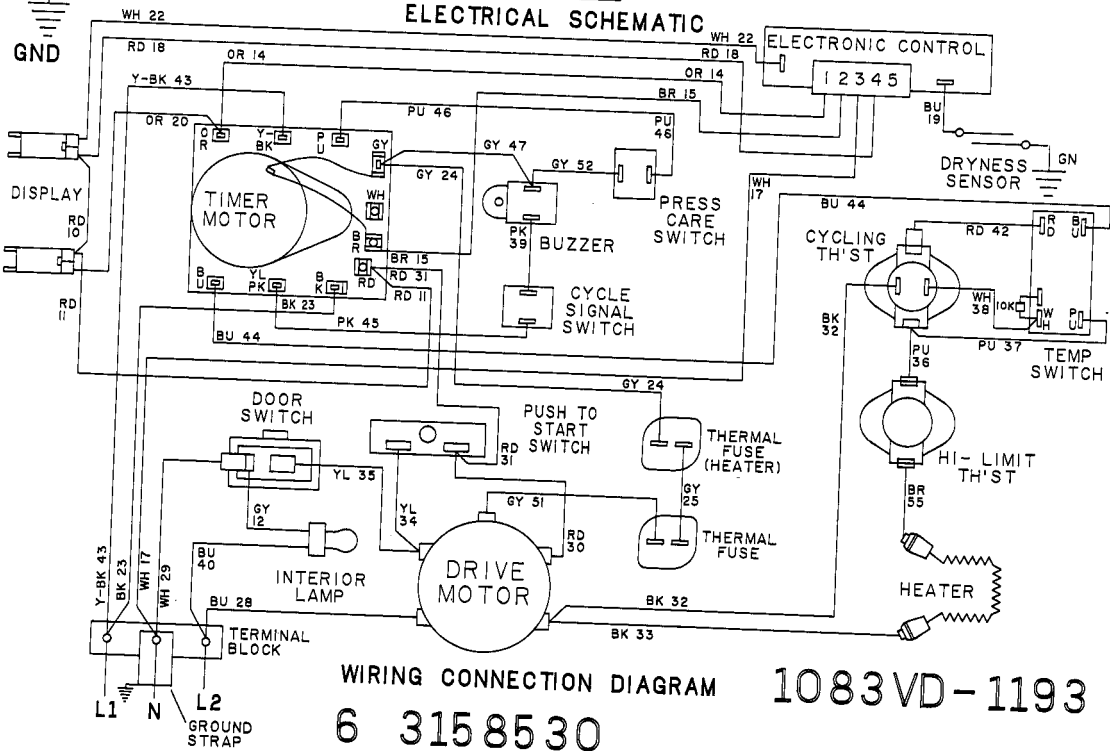 ELECTRICAL SCHEMATIC
GND
WH 22
RD 18
OR 14
Y-BK 43
OR 20
PU 46
WH 22
RD 18
OR 14
BR 15
ELECTRONIC CONTROL
1 2 3 4 5
BU 19
DRYNESS SENSOR
GN
PU 46
OR
Y-BK
PU
GY
GY 47
GY 24
GY 52
DISPLAY
RD 10
TIMER MOTOR
WH
BR
RD
BR 15
RD 31
RD 11
PK 39
BUZZER
PRESS CARE SWITCH
WH 17
BU 44
CYCLING TH'ST
RD 42
RD
BU
RD 11
BU
YL PK
BK
BK 23
PK 45
BU 44
CYCLE SIGNAL SWITCH
BK 32
WH 38
10K
WH
PU
PU 37
TEMP SWITCH
PU 36
GY 24
DOOR SWITCH
PUSH TO START SWITCH
RD 31
THERMAL FUSE (HEATER)
HI-LIMIT TH'ST
YL 35
YL 34
GY 51
GY 25
BR 55
GY 12
BU 40
INTERIOR LAMP
RD 30
THERMAL FUSE
DRIVE MOTOR
HEATER
Y-BK 43
BK 23
WH 17
WH 29
BU 28
BK 32
BK 33
TERMINAL BLOCK
L1
N
L2
GROUND STRAP
WIRING CONNECTION DIAGRAM
1083VD-1193
6 3158530